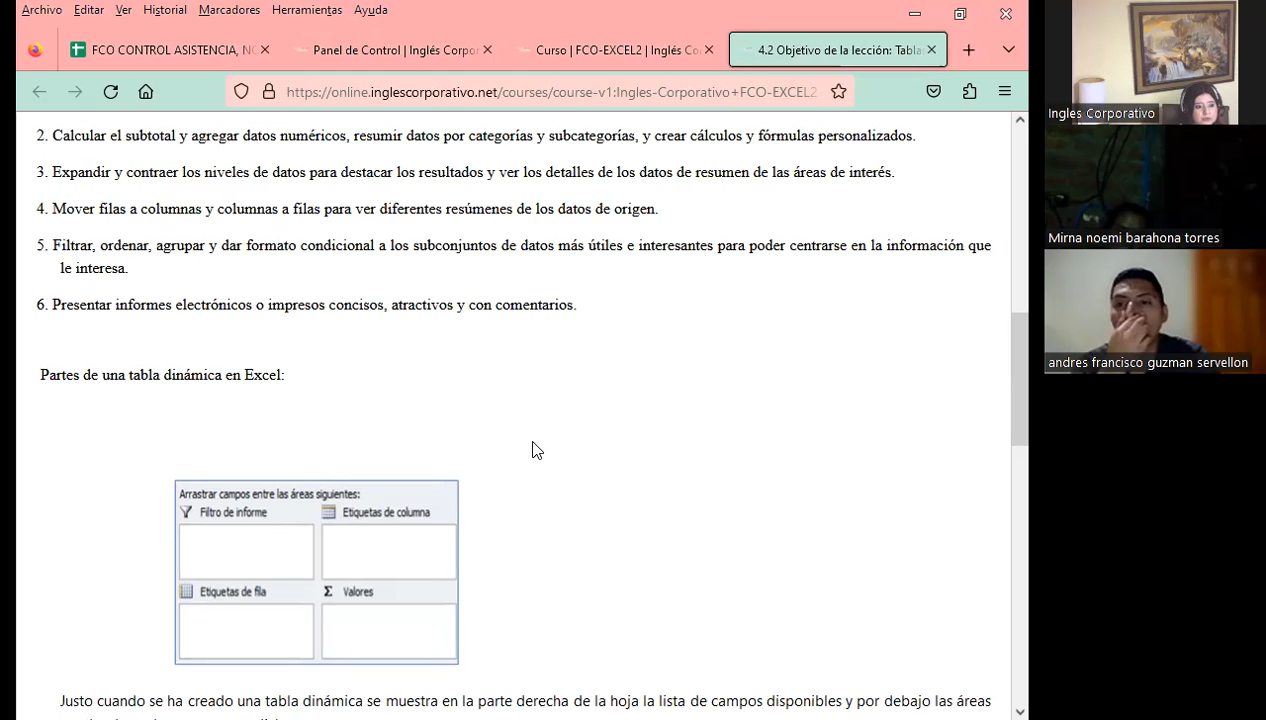 Archivo Editar Ver Historial Marcadores Herramientas Ayuda
FCO CONTROL ASISTENCIA, NO
Panel de Control | Inglés Corpor
Curso | FCO-EXCEL2 | Inglés Co
4.2 Objetivo de la lección: Tabla
https://online.inglescorporativo.net/courses/course-v1:Ingles-Corporativo+FCO-EXCEL2
2. Calcular el subtotal y agregar datos numéricos, resumir datos por categorías y subcategorías, y crear cálculos y fórmulas personalizados.
3. Expandir y contraer los niveles de datos para destacar los resultados y ver los detalles de los datos de resumen de las áreas de interés.
4. Mover filas a columnas y columnas a filas para ver diferentes resúmenes de los datos de origen.
5. Filtrar, ordenar, agrupar y dar formato condicional a los subconjuntos de datos más útiles e interesantes para poder centrarse en la información que
le interesa.
6. Presentar informes electrónicos o impresos concisos, atractivos y con comentarios.
Partes de una tabla dinámica en Excel:
Arrastrar campos entre las áreas siguientes:
Filtro de informe
Etiquetas de columna
Etiquetas de fila
Σ Valores
Justo cuando se ha creado una tabla dinámica se muestra en la parte derecha de la hoja la lista de campos disponibles y por debajo las áreas
Ingles Corporativo
Mirna noemi barahona torres
andres francisco guzman servellon